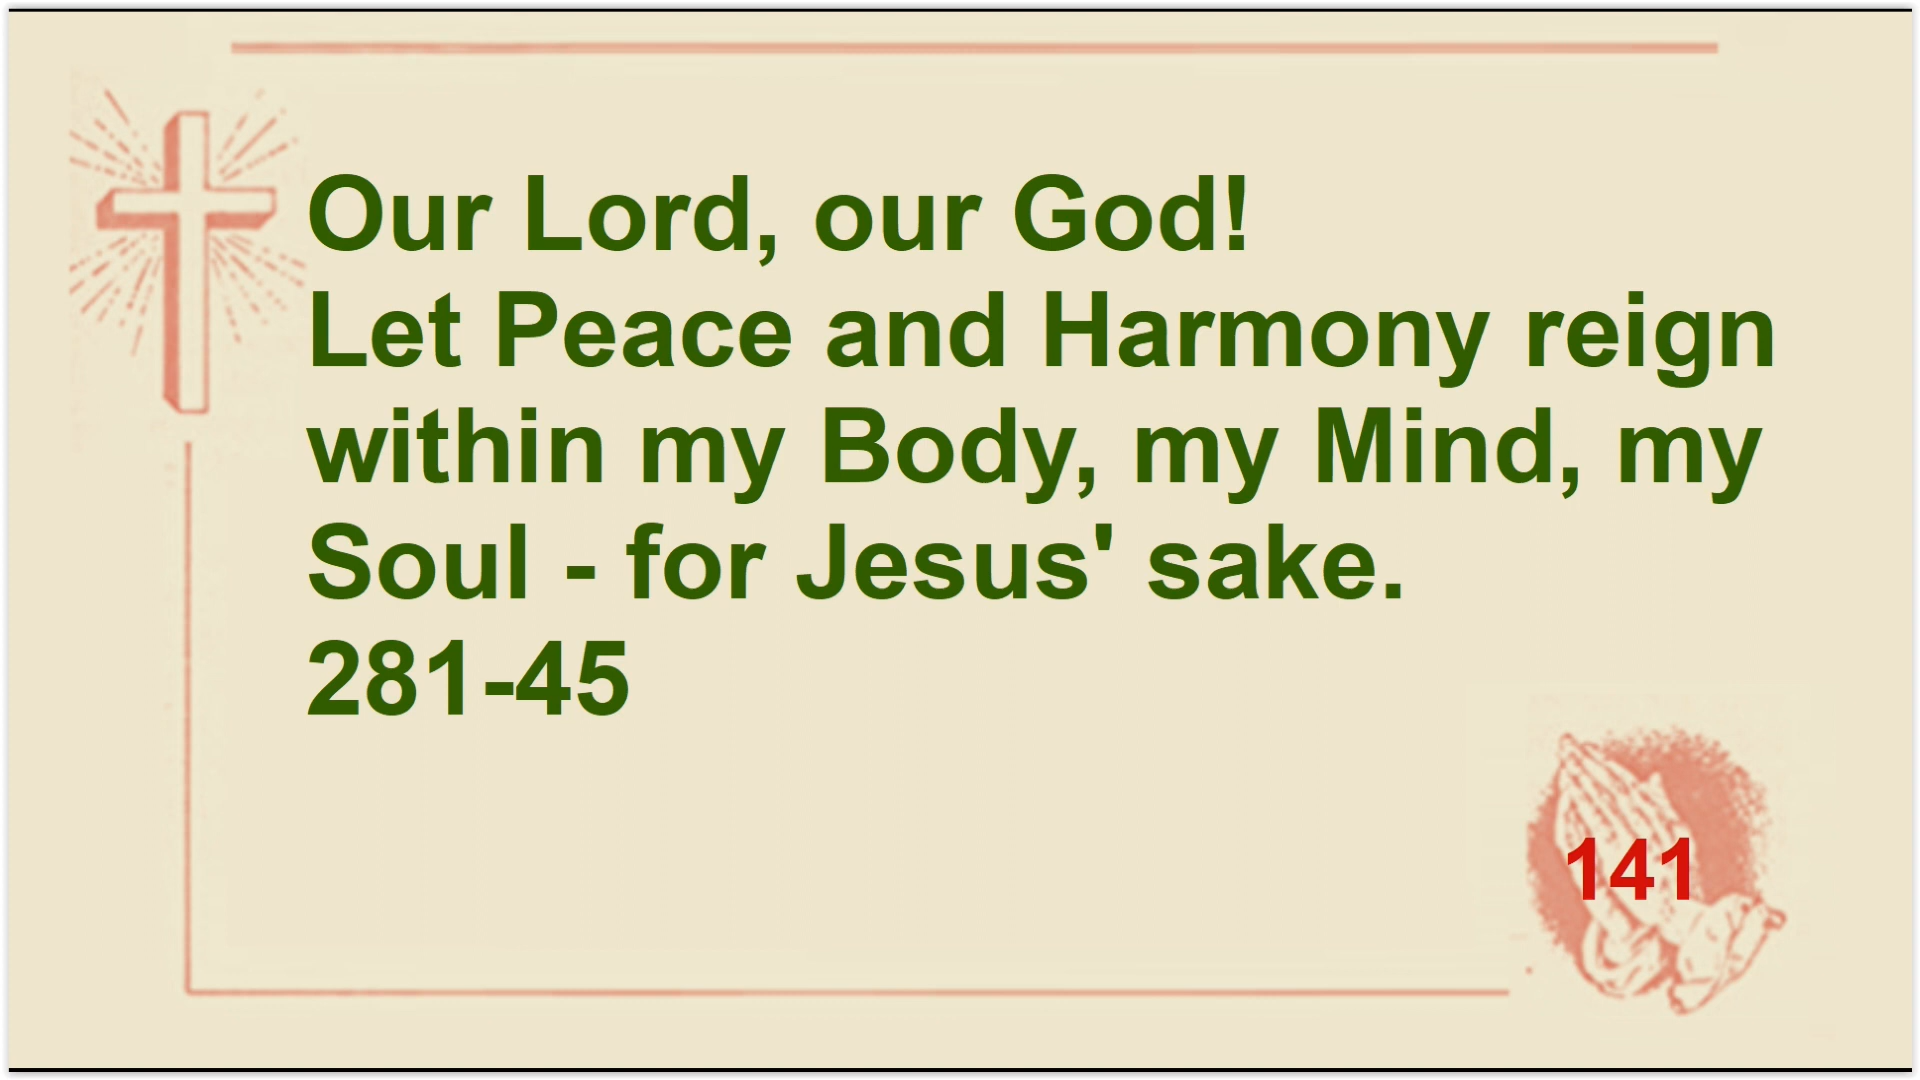 Our Lord, our God!
Let Peace and Harmony reign
within my Body, my Mind, my
Soul - for Jesus' sake.
281-45
141